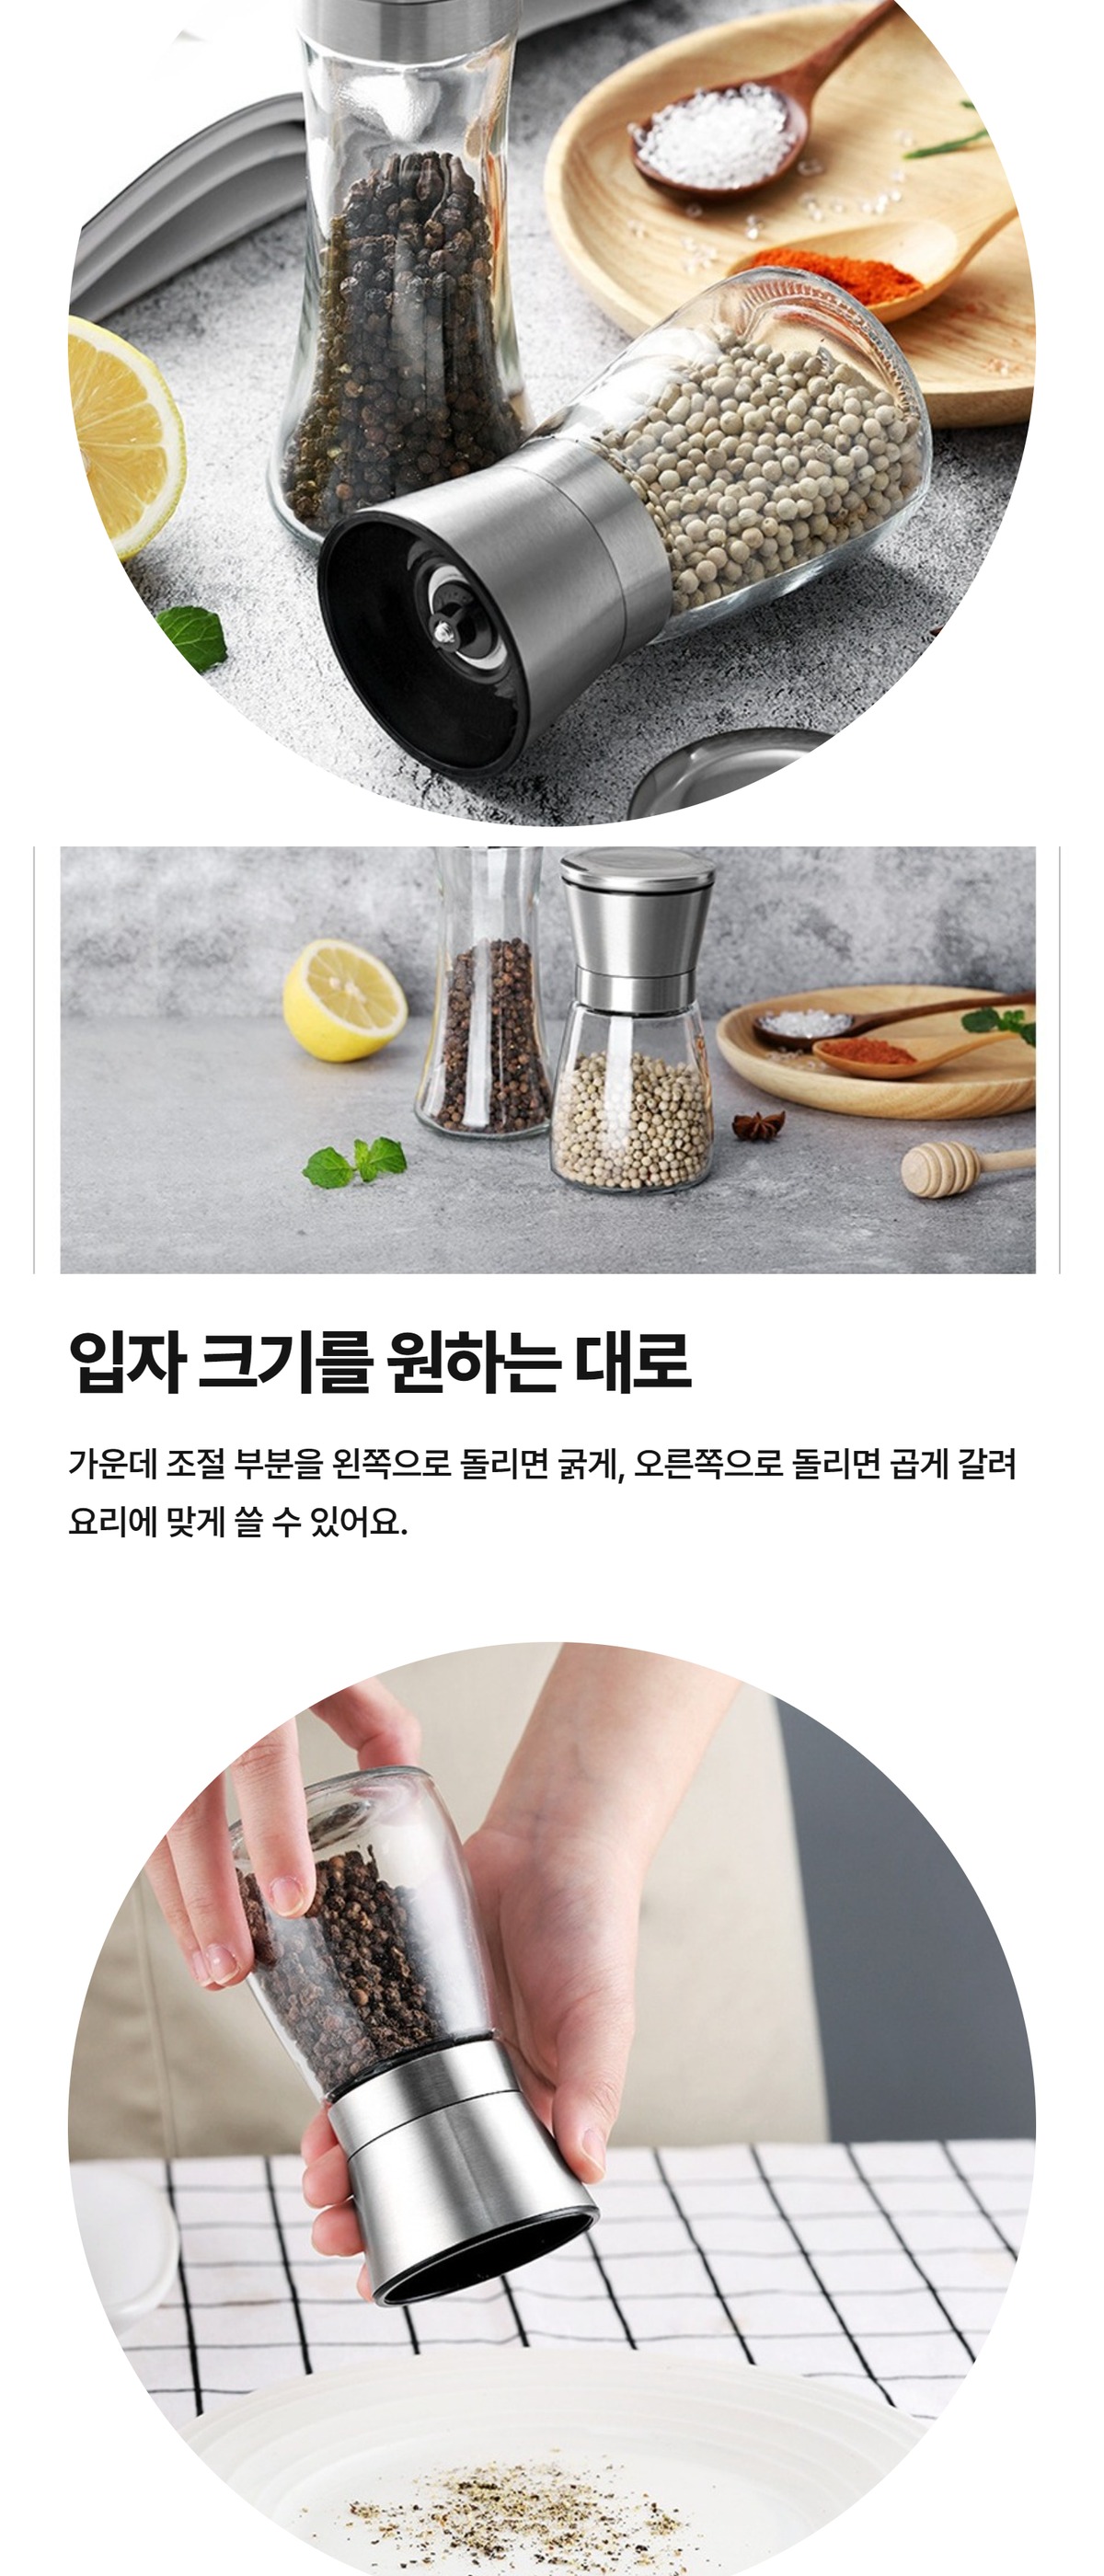 입자 크기를 원하는 대로
가운데 조절 부분을 왼쪽으로 돌리면 굵게, 오른쪽으로 돌리면 곱게 갈려
요리에 맞게 쓸 수 있어요.